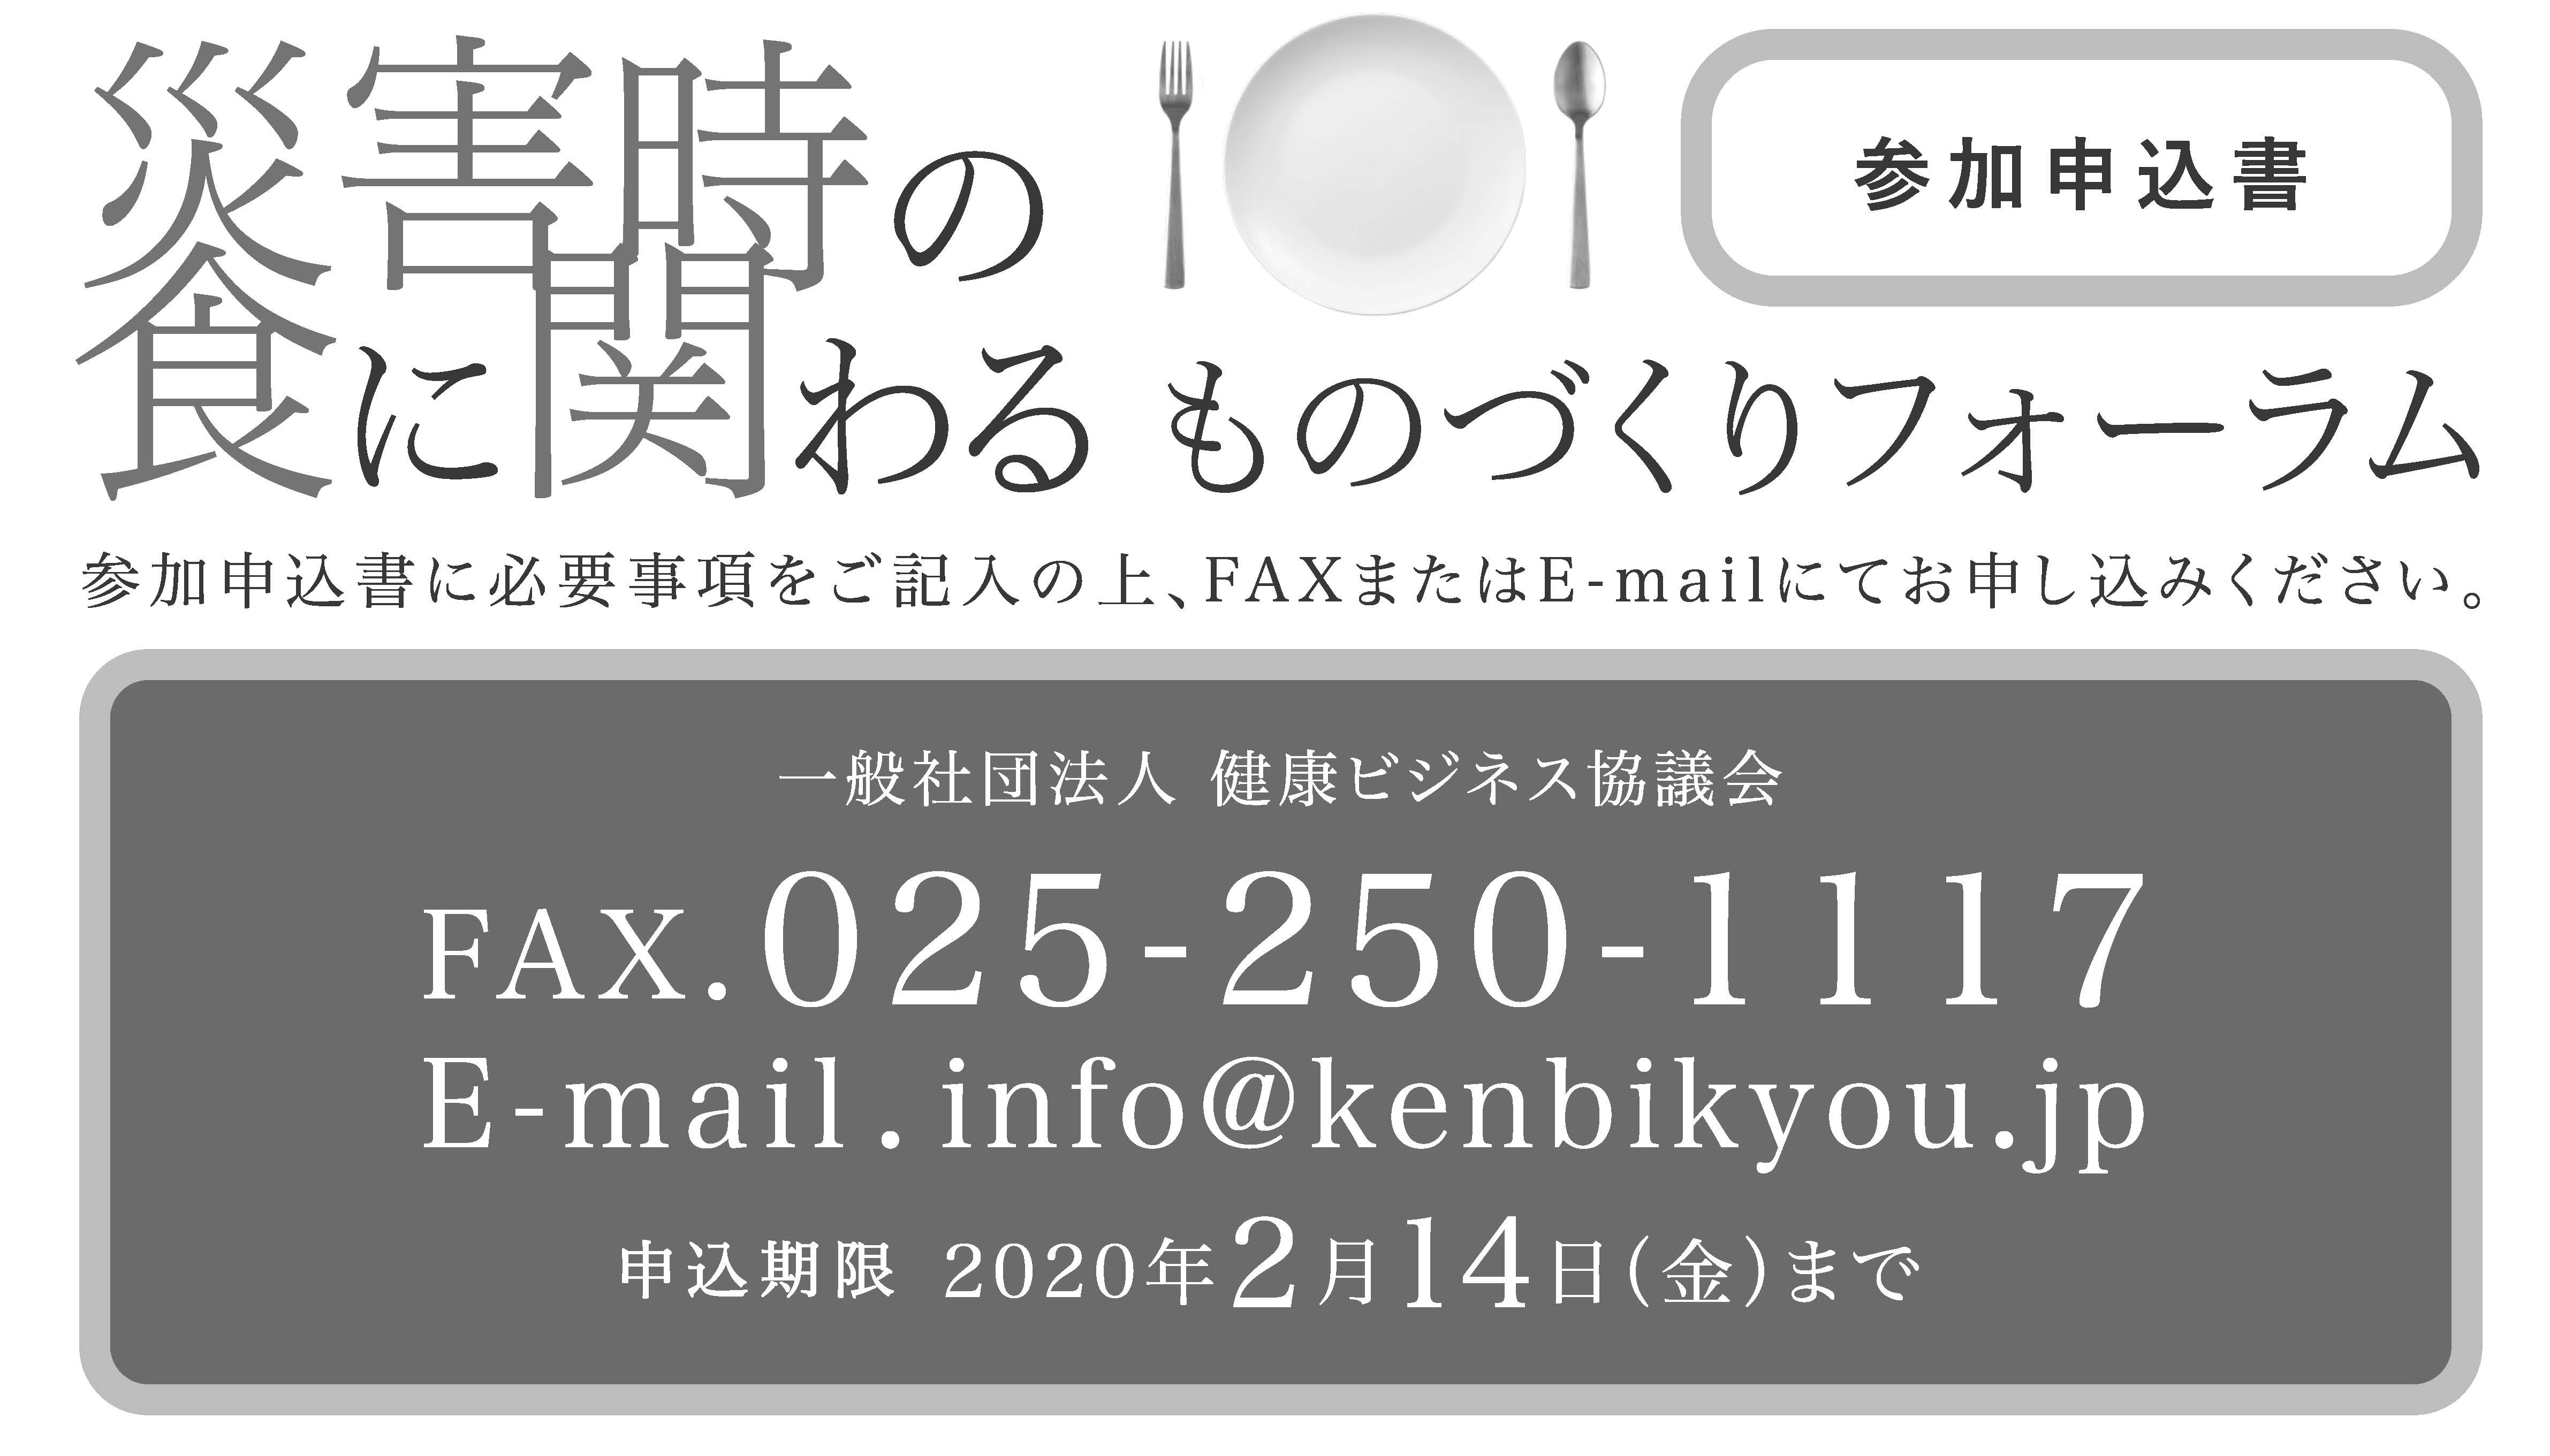 災害時の
食に関わる ものづくりフォーラム
参加申込書
参加申込書に必要事項をご記入の上、FAXまたはE-mailにてお申し込みください。
一般社団法人 健康ビジネス協議会
FAX.025-250-1117
E-mail.info@kenbikyou.jp
申込期限 2020年2月14日(金)まで